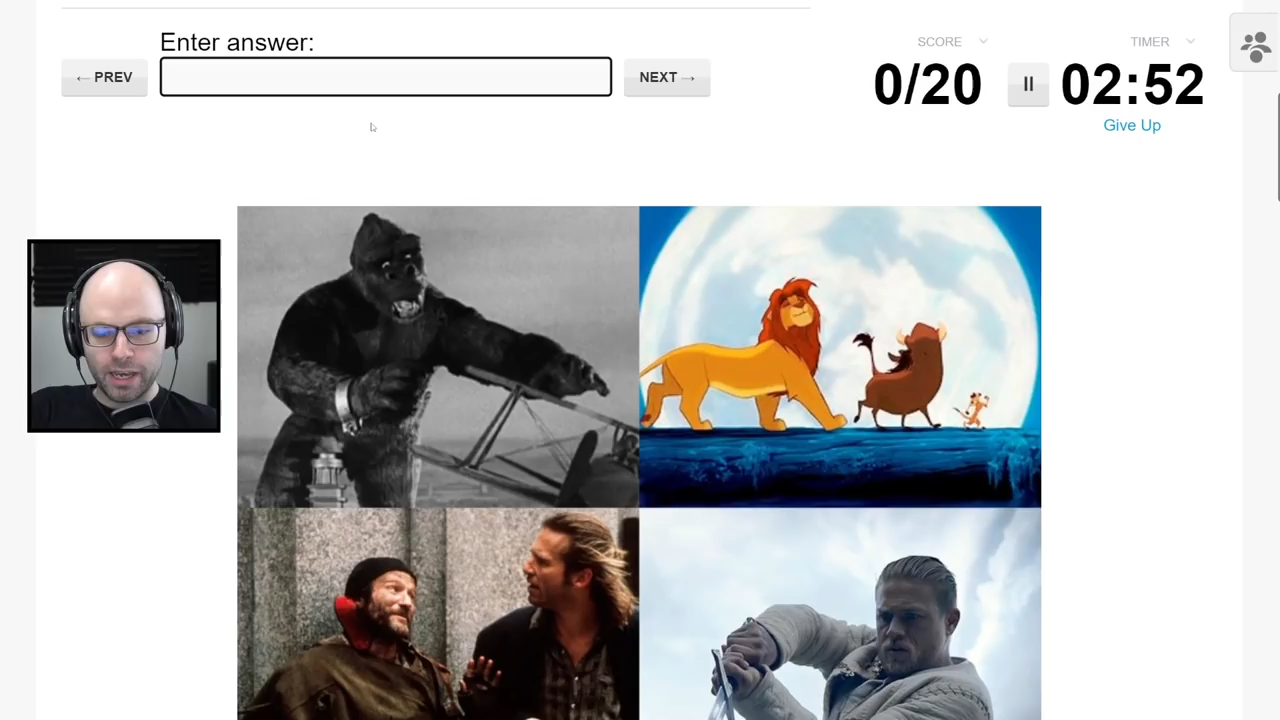 Enter answer:
← PREV
NEXT →
SCORE
0/20
TIMER
02:52
Give Up